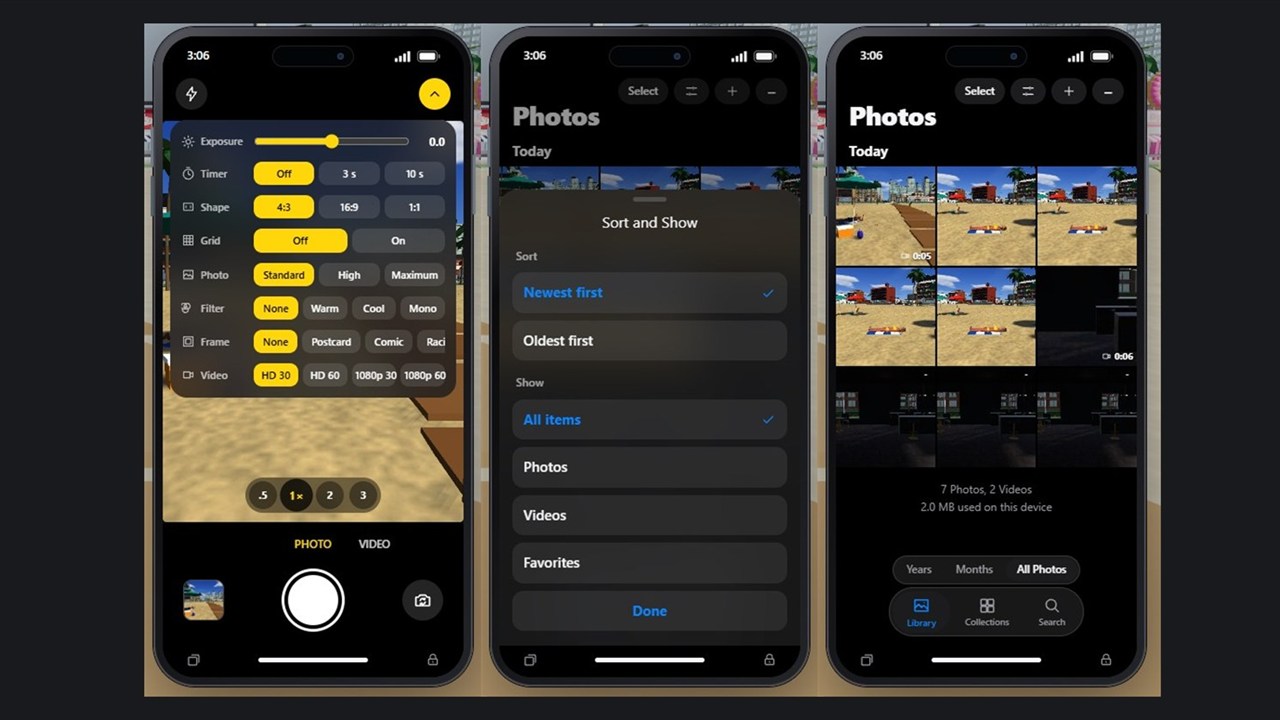 3:06
Exposure 0.0
Timer Off 3 s 10 s
Shape 4:3 16:9 1:1
Grid Off On
Photo Standard High Maximum
Filter None Warm Cool Mono
Frame None Postcard Comic Raci
Video HD 30 HD 60 1080p 30 1080p 60
.5 1× 2 3
PHOTO VIDEO
3:06
Select
Photos
Today
Sort and Show
Sort
Newest first
Oldest first
Show
All items
Photos
Videos
Favorites
Done
3:06
Select
Photos
Today
0:05
0:06
7 Photos, 2 Videos
2.0 MB used on this device
Years Months All Photos
Library Collections Search